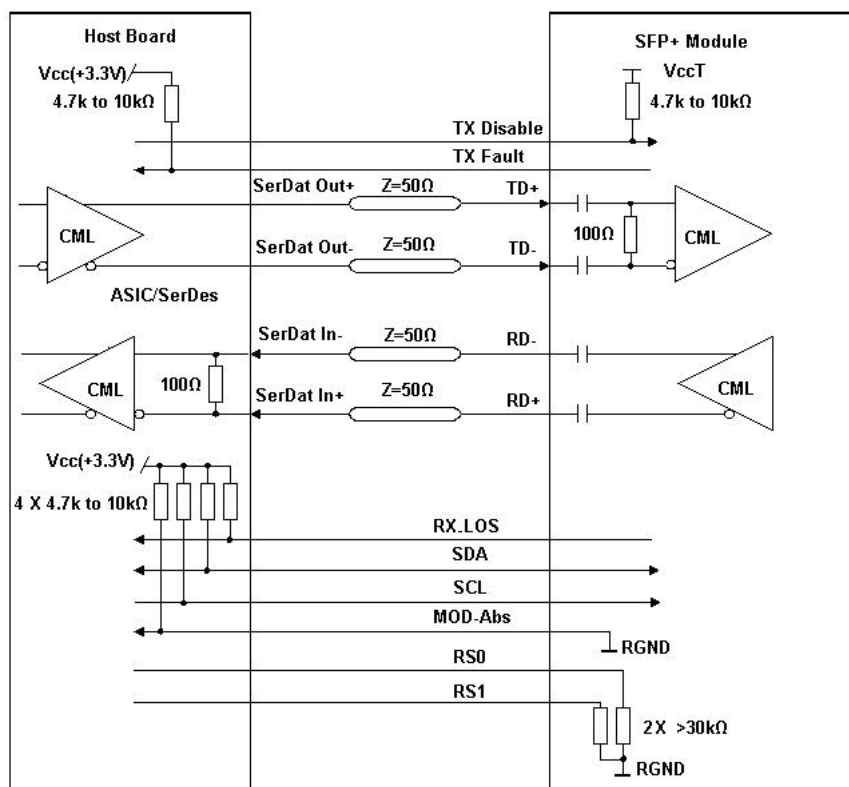 Host Board
SFP+ Module
Vcc(+3.3V)
4.7k to 10kΩ
VccT
4.7k to 10kΩ
TX Disable
TX Fault
SerDat Out+
Z=50Ω
TD+
CML
100Ω
CML
SerDat Out-
Z=50Ω
TD-
ASIC/SerDes
SerDat In-
Z=50Ω
RD-
CML
100Ω
SerDat In+
Z=50Ω
RD+
CML
Vcc(+3.3V)
4 X 4.7k to 10kΩ
RX_LOS
SDA
SCL
MOD-Abs
RGND
RS0
RS1
2X >30kΩ
RGND